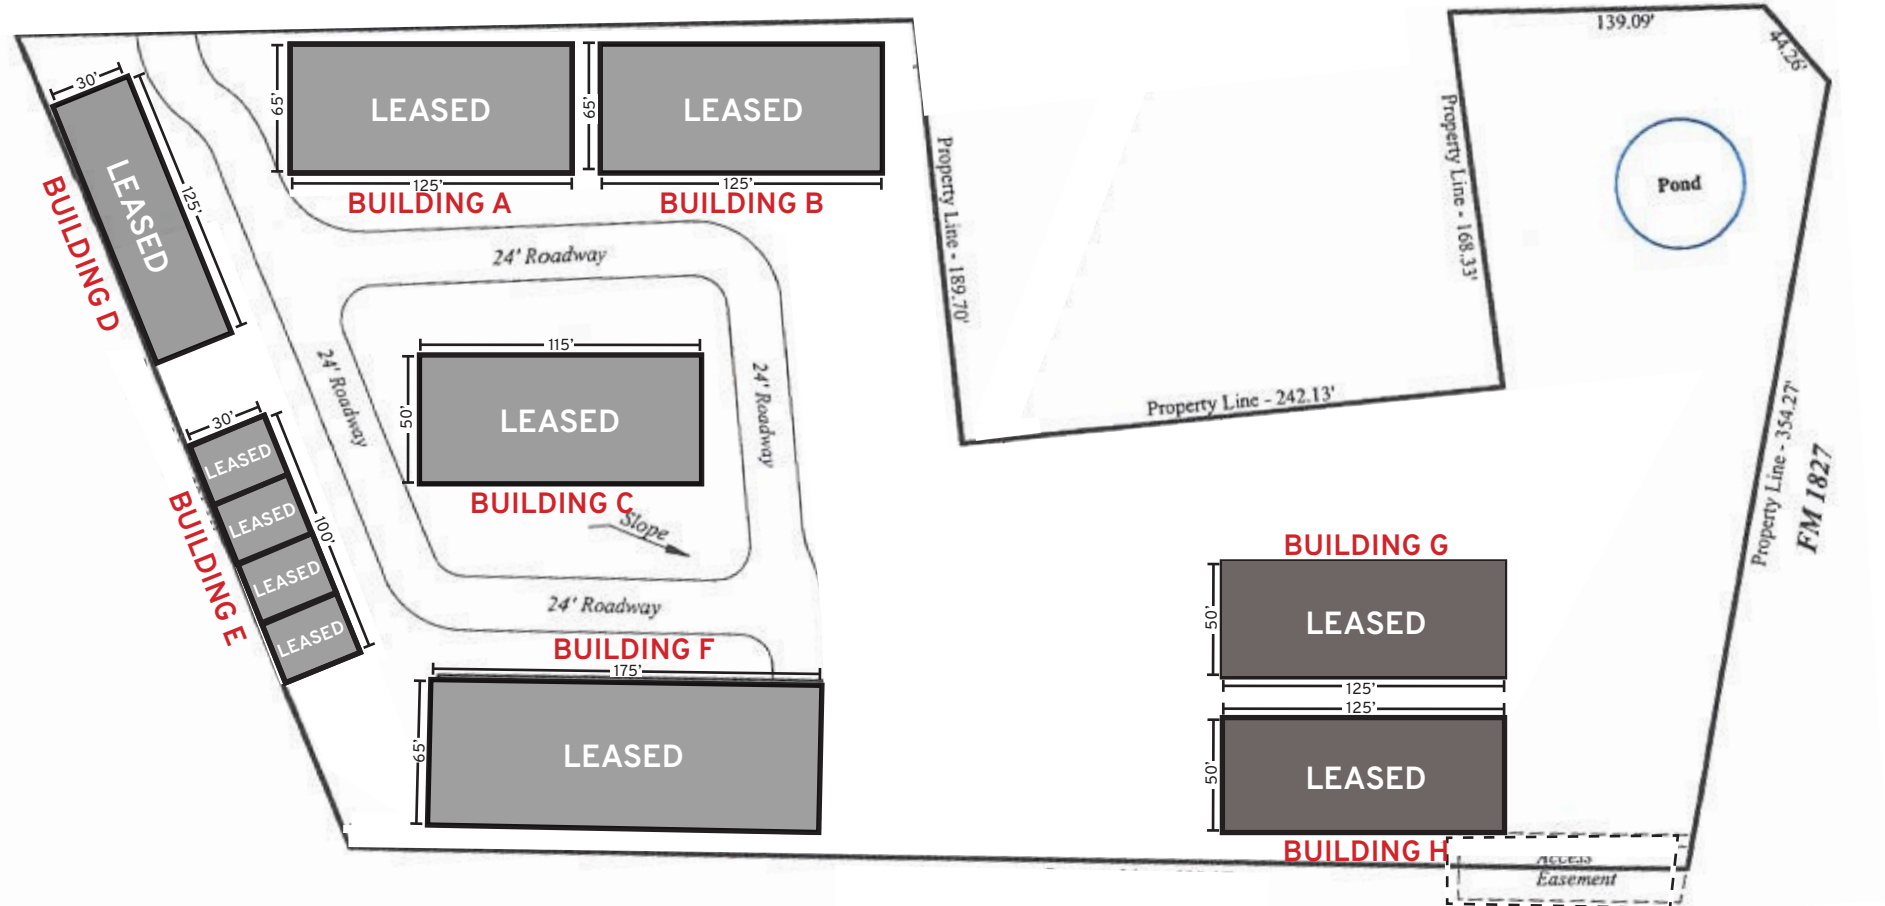 139.09'
44.26'
30'
65'
LEASED
65'
LEASED
LEASED
125'
125'
125'
BUILDING A
BUILDING B
BUILDING D
Property Line - 189.70'
Property Line - 168.33'
Pond
24' Roadway
115'
50'
LEASED
24' Roadway
24' Roadway
BUILDING C
Slope
Property Line - 242.13'
Property Line - 354.27'
FM 1827
30'
LEASED
LEASED
LEASED
LEASED
100'
BUILDING E
24' Roadway
BUILDING F
175'
65'
LEASED
BUILDING G
50'
LEASED
125'
125'
50'
LEASED
BUILDING H
Access
Easement